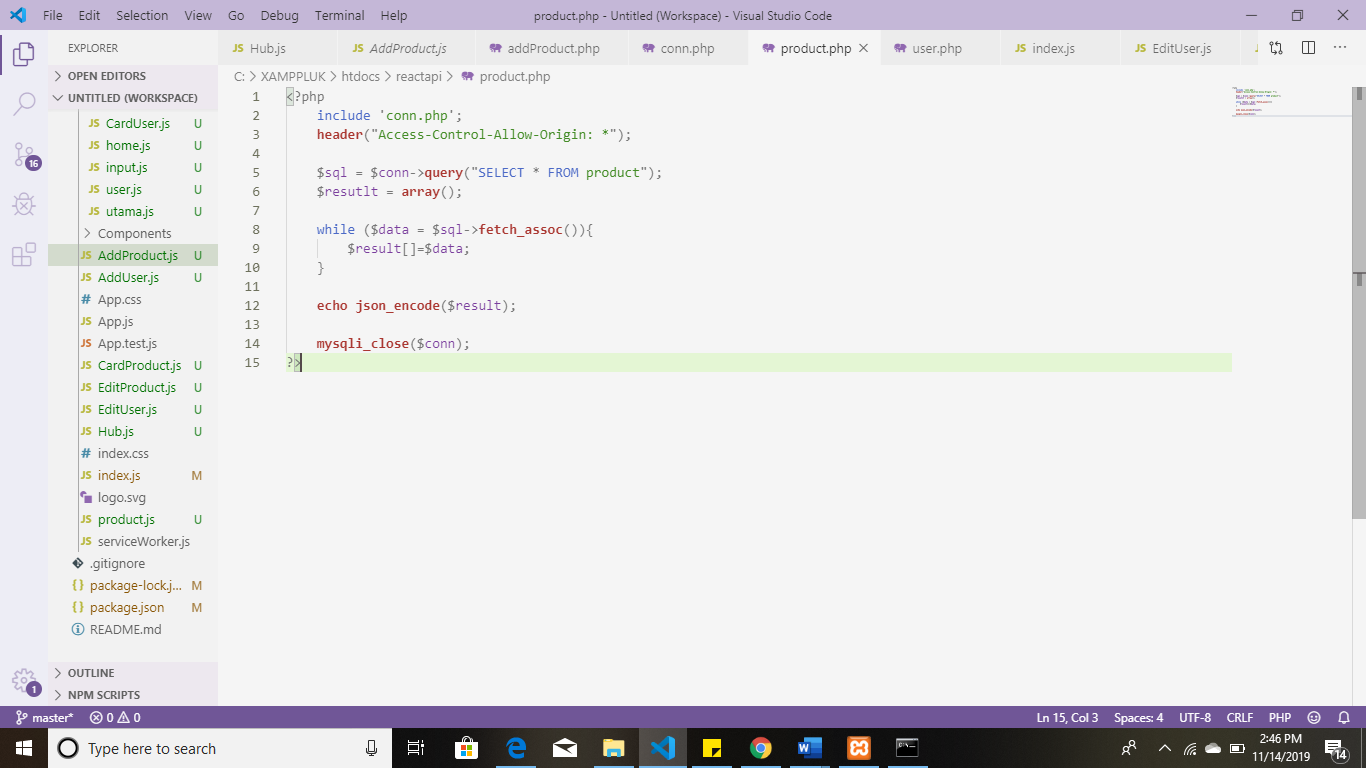 File Edit Selection View Go Debug Terminal Help product.php - Untitled (Workspace) - Visual Studio Code
EXPLORER
Hub.js AddProduct.js addProduct.php conn.php product.php user.php index.js EditUser.js
OPEN EDITORS
C: > XAMPPLUK > htdocs > reactapi > product.php
UNTITLED (WORKSPACE)
CardUser.js U
home.js U
input.js U
user.js U
utama.js U
Components
AddProduct.js U
AddUser.js U
App.css
App.js
App.test.js
CardProduct.js U
EditProduct.js U
EditUser.js U
Hub.js U
index.css
index.js M
logo.svg
product.js U
serviceWorker.js
.gitignore
package-lock.j... M
package.json M
README.md
OUTLINE
NPM SCRIPTS
16
1
1 <?php
2 include 'conn.php';
3 header("Access-Control-Allow-Origin: *");
4
5 $sql = $conn->query("SELECT * FROM product");
6 $resutlt = array();
7
8 while ($data = $sql->fetch_assoc()){
9 $result[]=$data;
10 }
11
12 echo json_encode($result);
13
14 mysqli_close($conn);
15 ?>
master* 0 0 Ln 15, Col 3 Spaces: 4 UTF-8 CRLF PHP
Type here to search
2:46 PM
11/14/2019
14